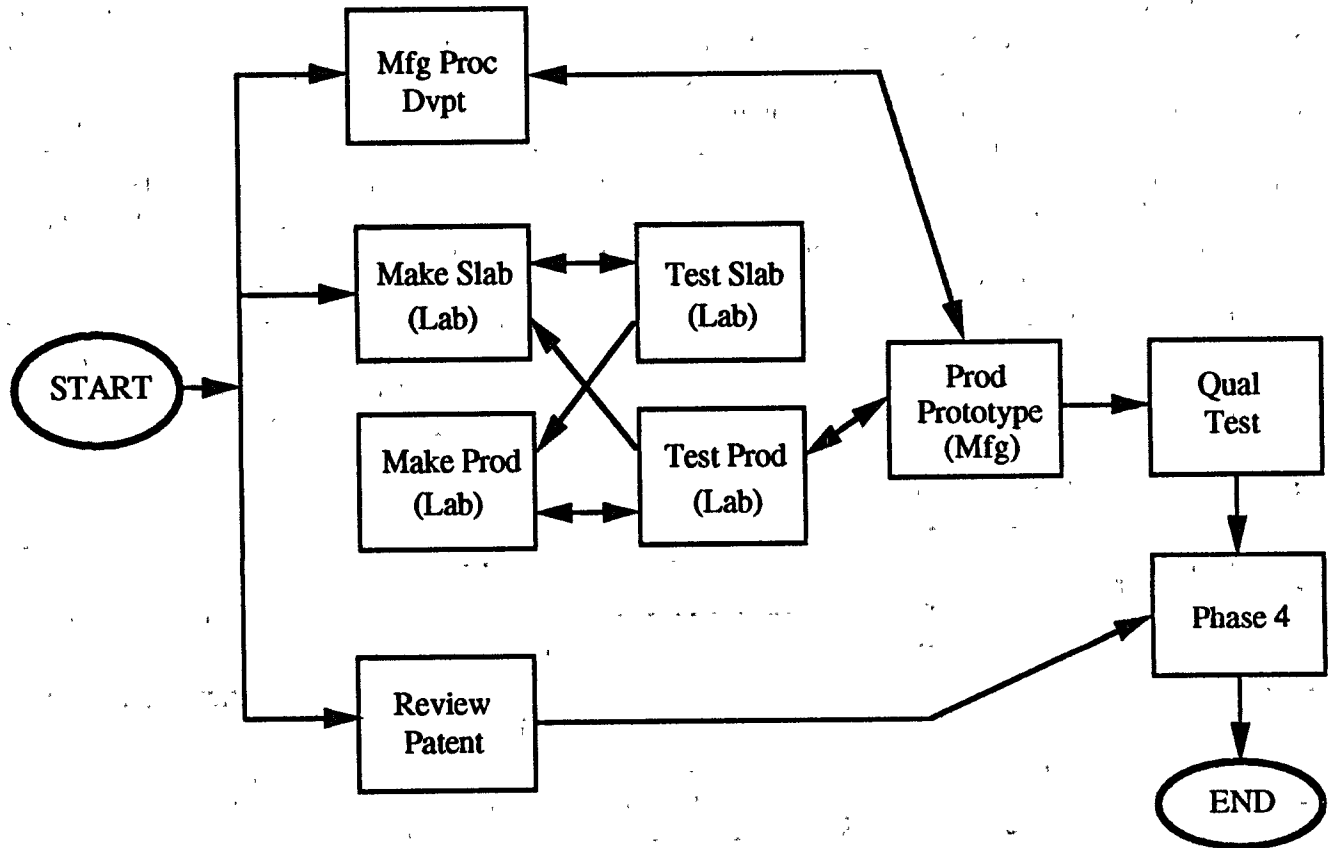 Mfg Proc
Dvpt
Make Slab
(Lab)
Test Slab
(Lab)
START
Prod
Prototype
(Mfg)
Qual
Test
Make Prod
(Lab)
Test Prod
(Lab)
Phase 4
Review
Patent
END